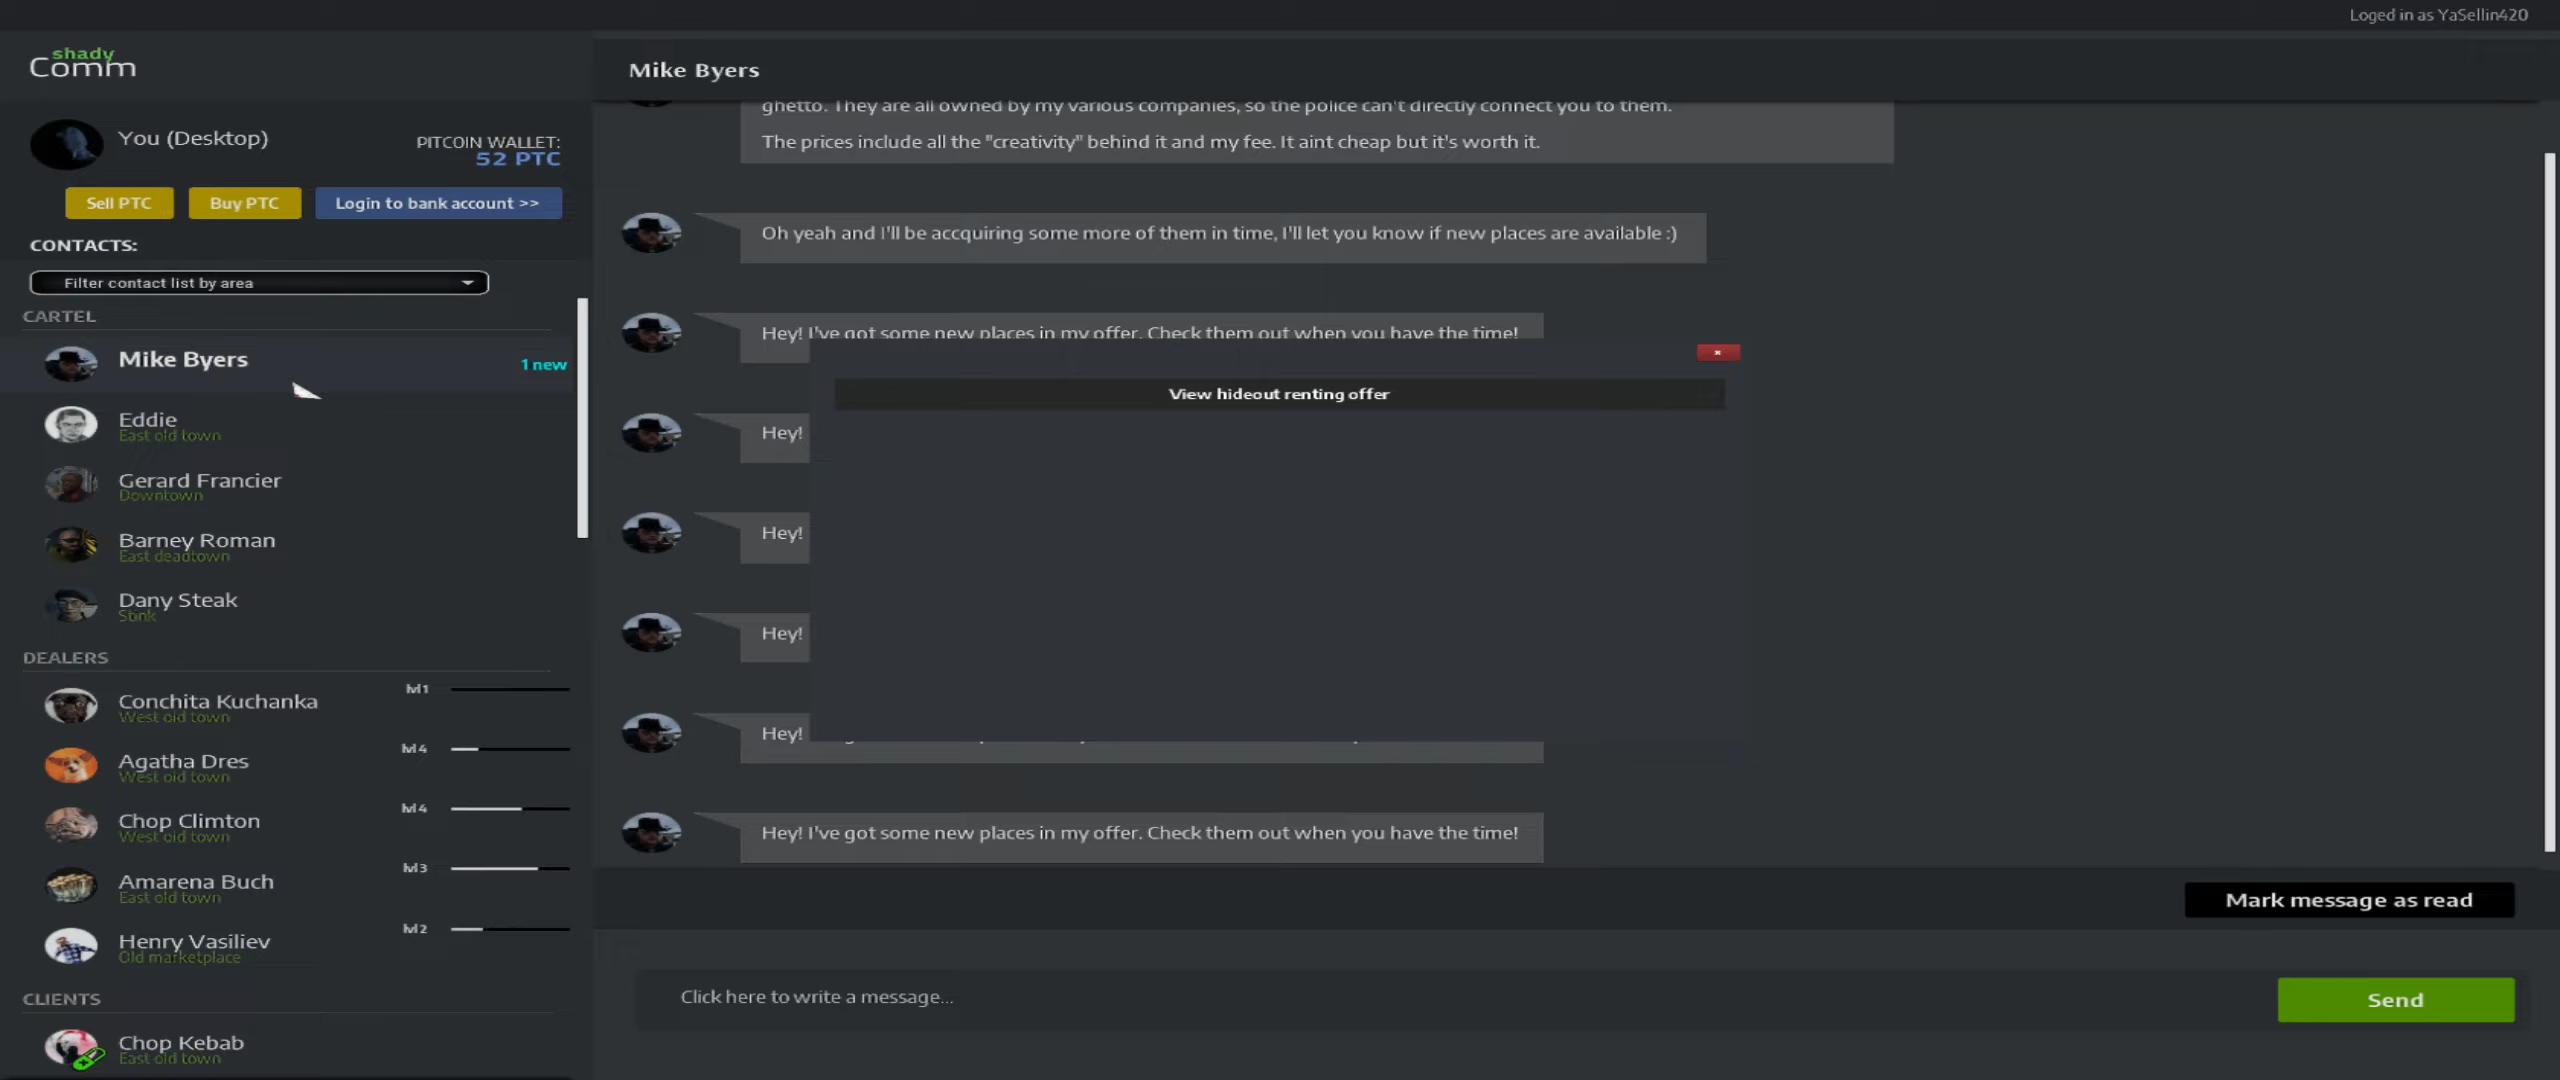 Loged in as YaSellin420
shady
Comm
You (Desktop)
PITCOIN WALLET:
52 PTC
Sell PTC
Buy PTC
Login to bank account >>
CONTACTS:
Filter contact list by area
CARTEL
Mike Byers
1 new
Eddie
East old town
Gerard Francier
Downtown
Barney Roman
East deadtown
Dany Steak
Stink
DEALERS
Conchita Kuchanka
lvl1
West old town
Agatha Dres
lvl4
West old town
Chop Climton
lvl4
West old town
Amarena Buch
lvl3
East old town
Henry Vasiliev
lvl2
Old marketplace
CLIENTS
Chop Kebab
East old town
Mike Byers
ghetto. They are all owned by my various companies, so the police can't directly connect you to them.
The prices include all the "creativity" behind it and my fee. It aint cheap but it's worth it.
Oh yeah and I'll be accquiring some more of them in time, I'll let you know if new places are available :)
Hey! I've got some new places in my offer. Check them out when you have the time!
View hideout renting offer
Hey!
Hey!
Hey!
Hey!
Hey! I've got some new places in my offer. Check them out when you have the time!
Mark message as read
Click here to write a message...
Send